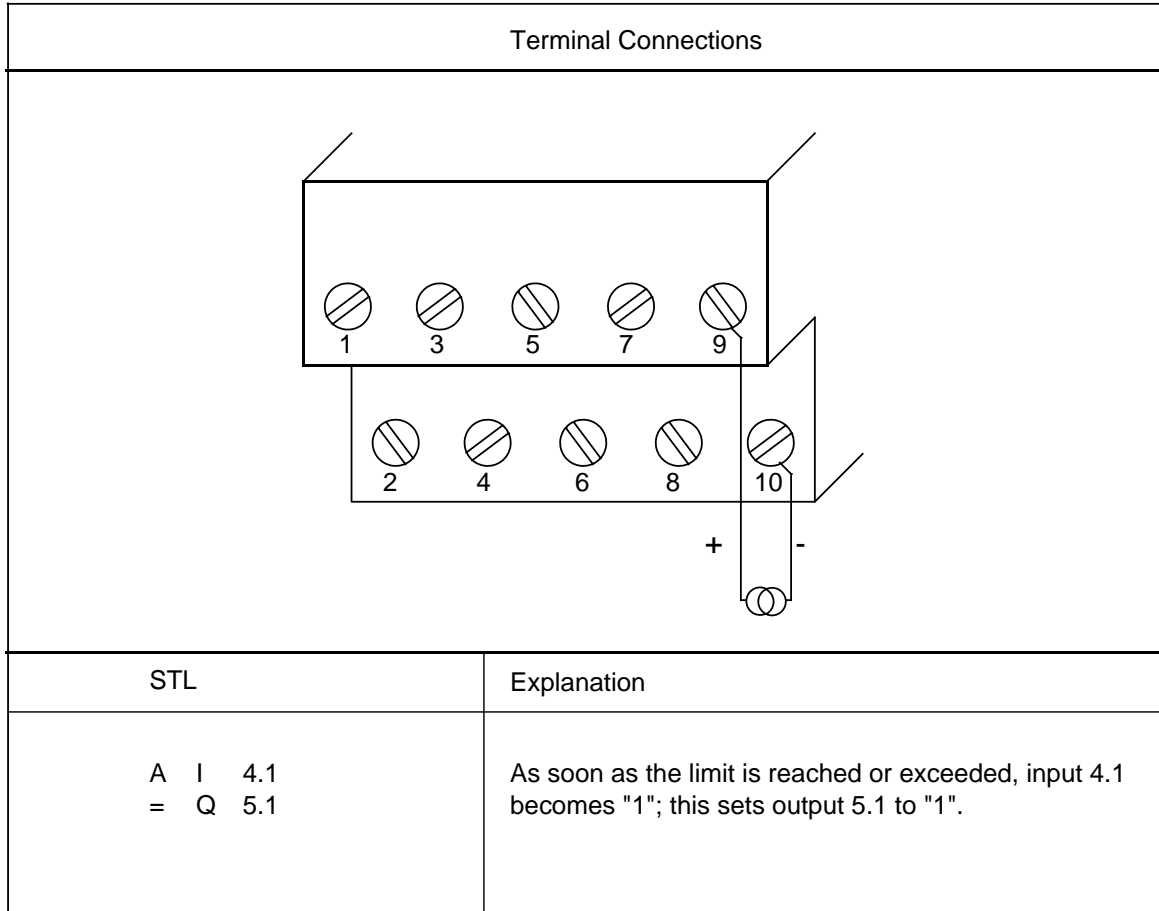 Terminal Connections
1 3 5 7 9
2 4 6 8 10
+ -
STL Explanation
A I 4.1
= Q 5.1
As soon as the limit is reached or exceeded, input 4.1
becomes "1"; this sets output 5.1 to "1".